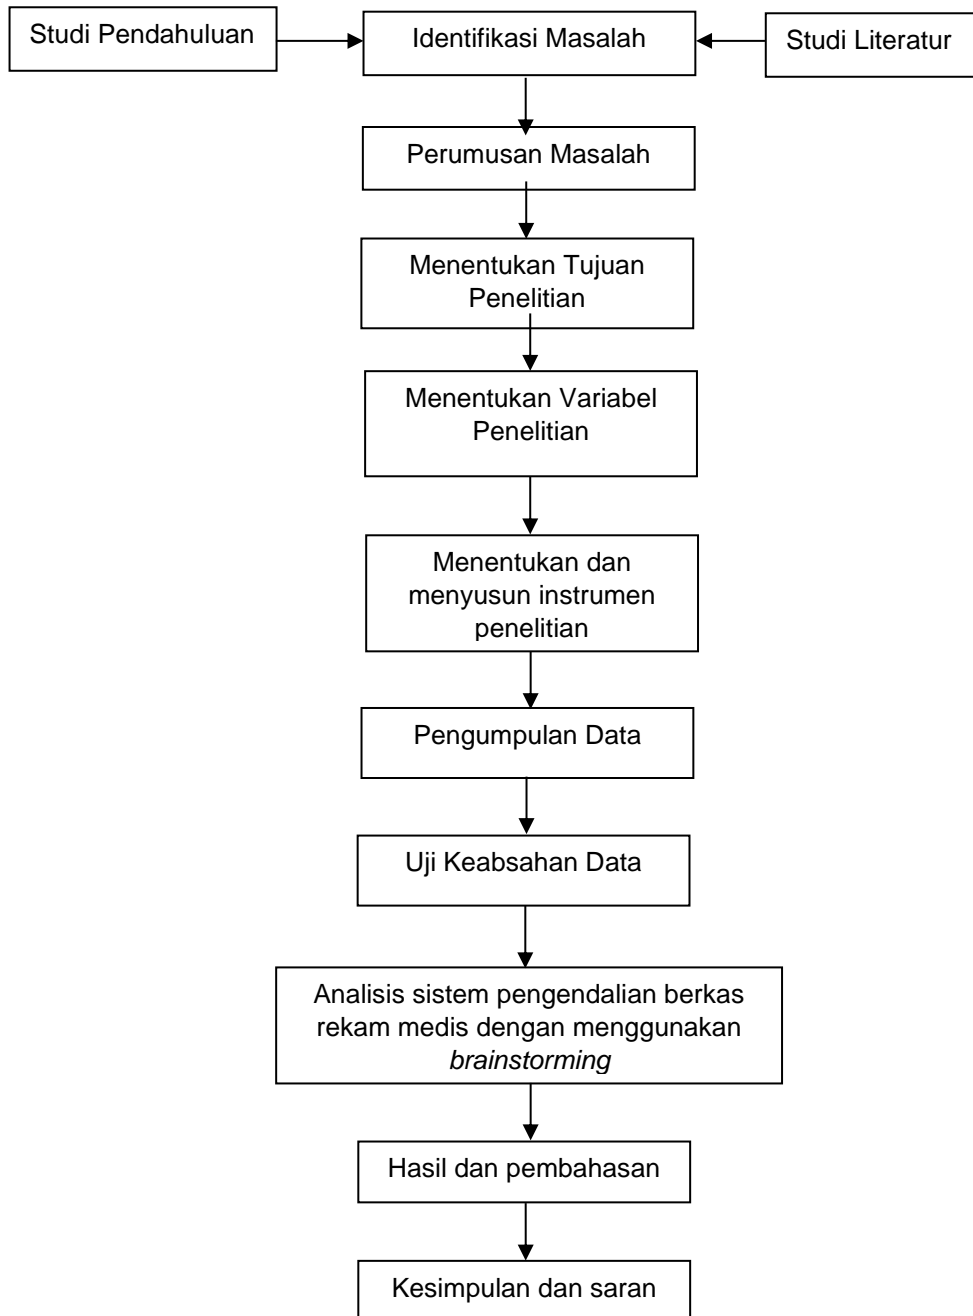 Studi Pendahuluan
Identifikasi Masalah
Studi Literatur
Perumusan Masalah
Menentukan Tujuan
Penelitian
Menentukan Variabel
Penelitian
Menentukan dan
menyusun instrumen
penelitian
Pengumpulan Data
Uji Keabsahan Data
Analisis sistem pengendalian berkas
rekam medis dengan menggunakan
brainstorming
Hasil dan pembahasan
Kesimpulan dan saran